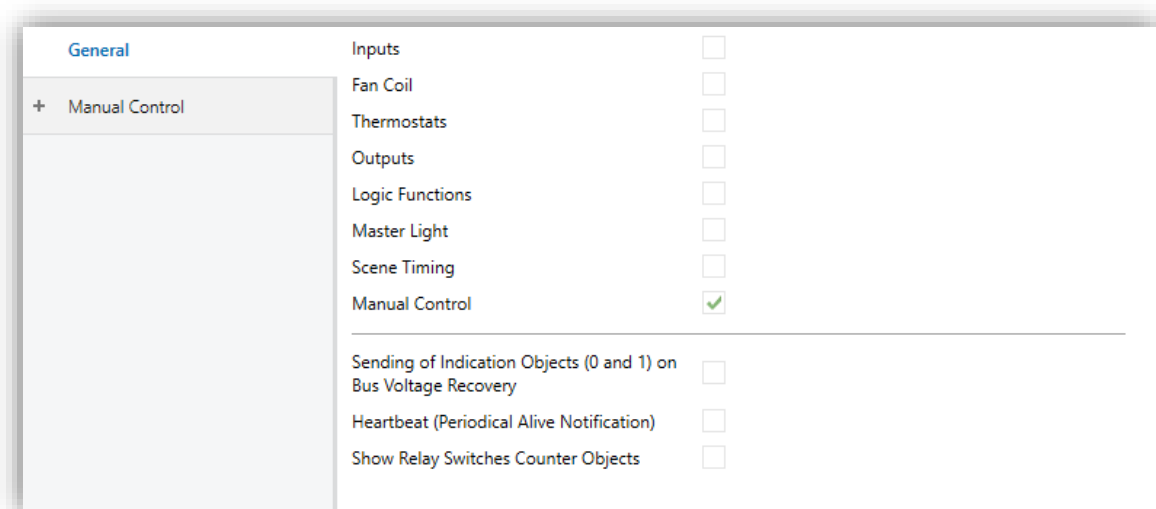 General
+ Manual Control
Inputs
Fan Coil
Thermostats
Outputs
Logic Functions
Master Light
Scene Timing
Manual Control
Sending of Indication Objects (0 and 1) on
Bus Voltage Recovery
Heartbeat (Periodical Alive Notification)
Show Relay Switches Counter Objects